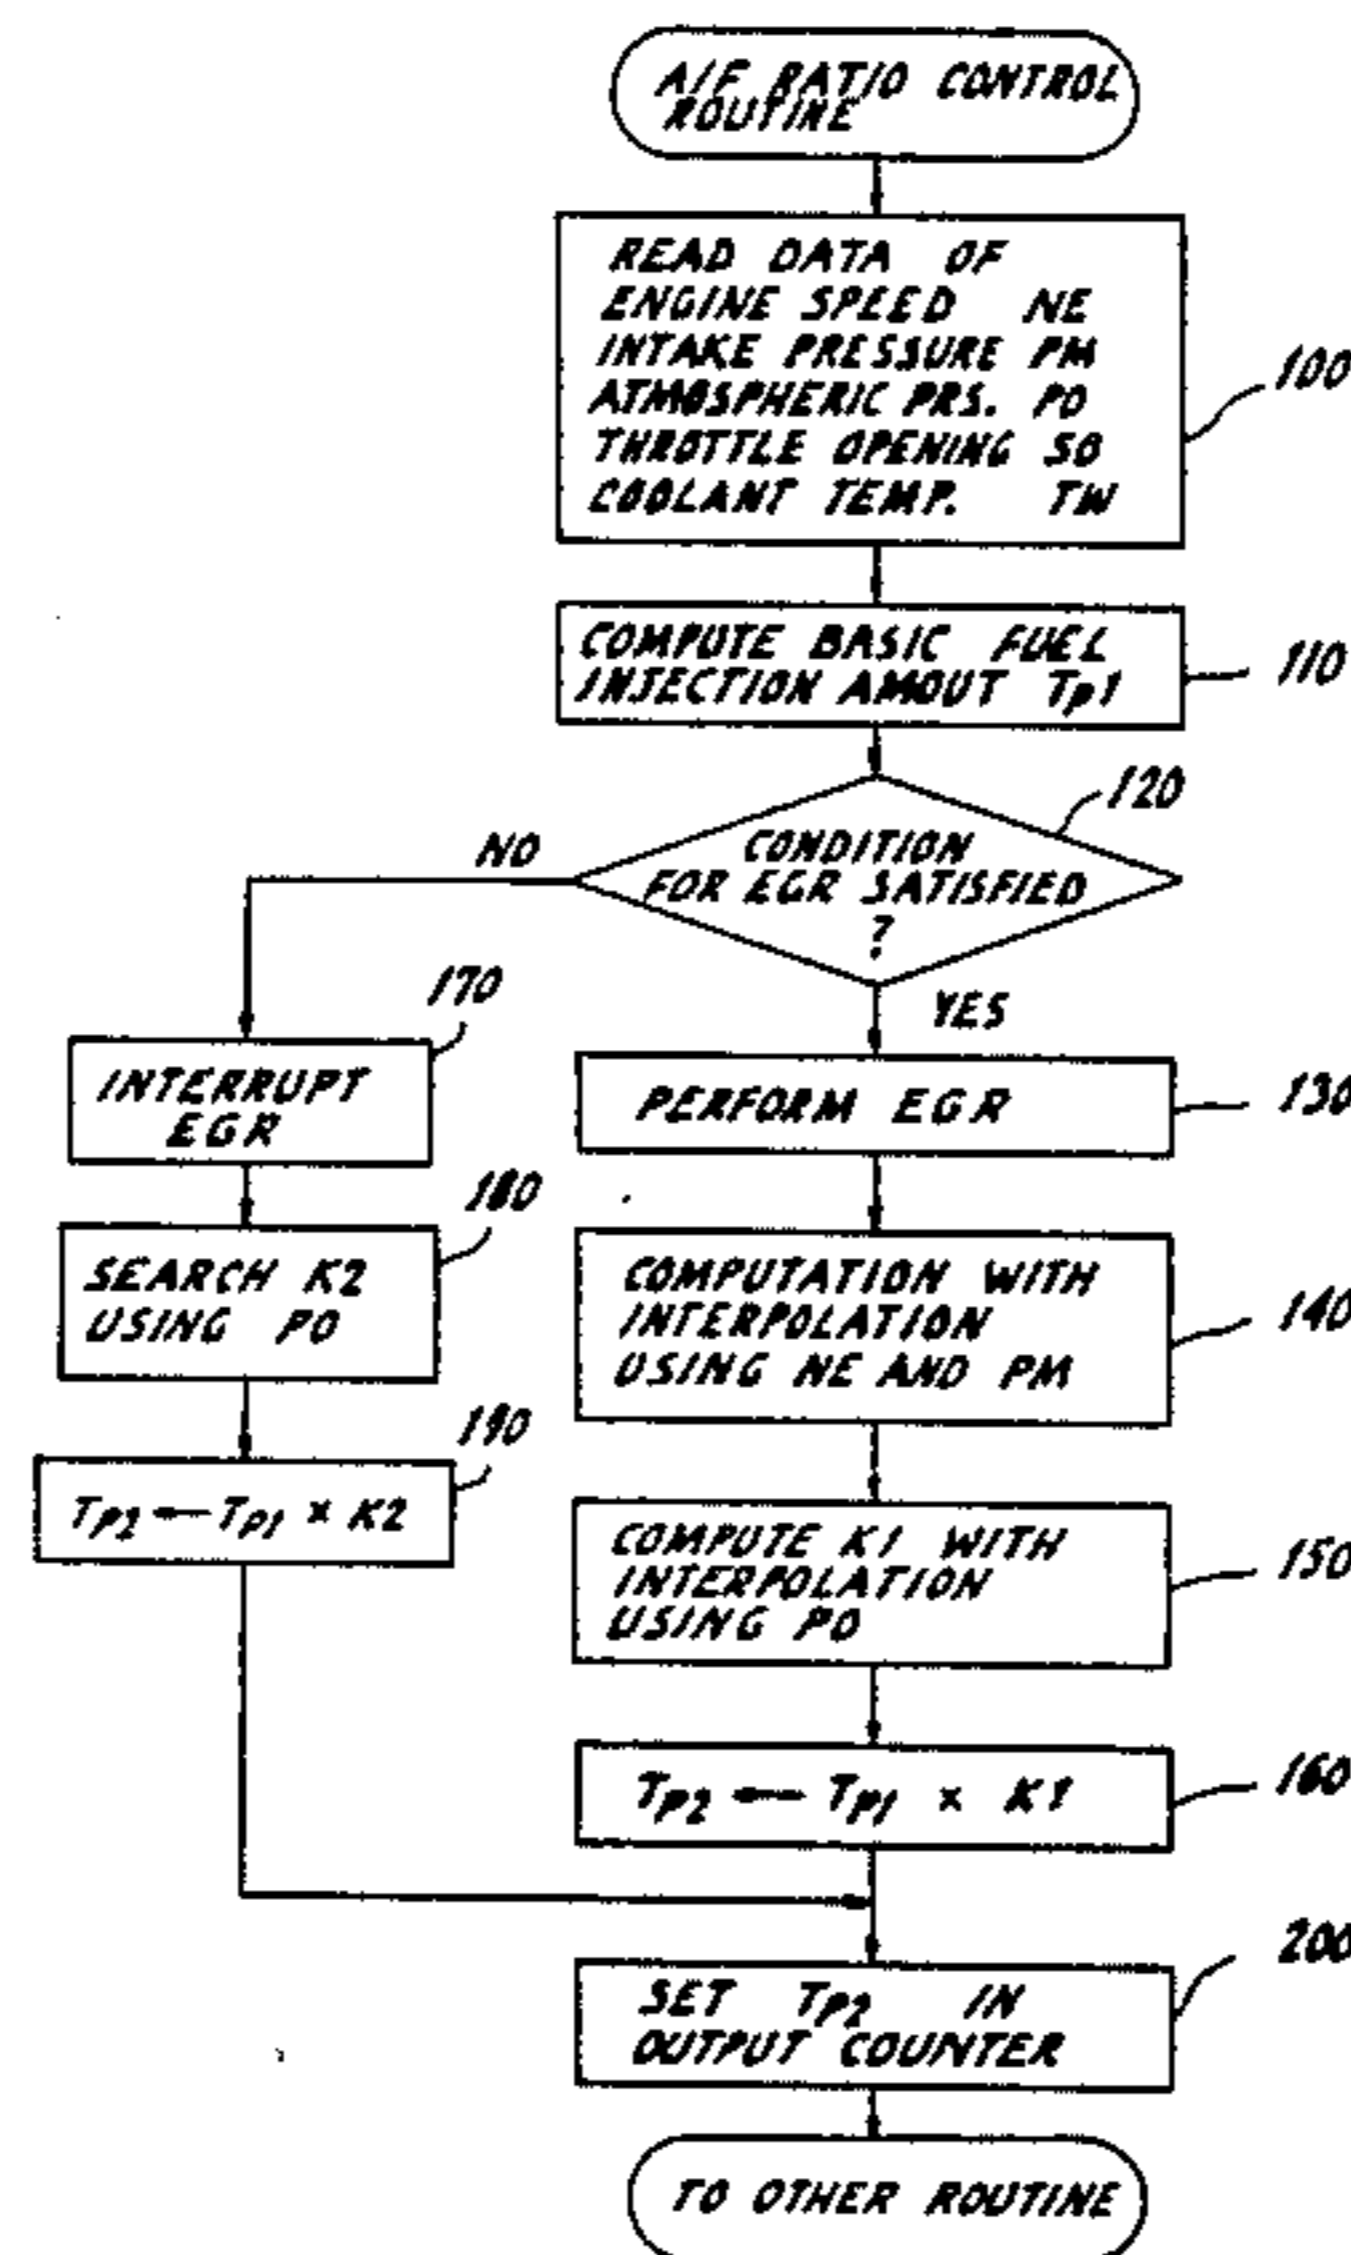 A/F RATIO CONTROL
ROUTINE
READ DATA OF
ENGINE SPEED NE
INTAKE PRESSURE PM
ATMOSPHERIC PRS. PO
THROTTLE OPENING SO
COOLANT TEMP. TW
100
COMPUTE BASIC FUEL
INJECTION AMOUT Tp1
110
CONDITION
FOR EGR SATISFIED
?
120
NO
YES
170
INTERRUPT
EGR
PERFORM EGR
130
180
SEARCH K2
USING PO
COMPUTATION WITH
INTERPOLATION
USING NE AND PM
140
190
TP2 ← TP1 × K2
COMPUTE K1 WITH
INTERPOLATION
USING PO
150
TP2 ← TP1 × K1
160
SET TP2 IN
OUTPUT COUNTER
200
TO OTHER ROUTINE